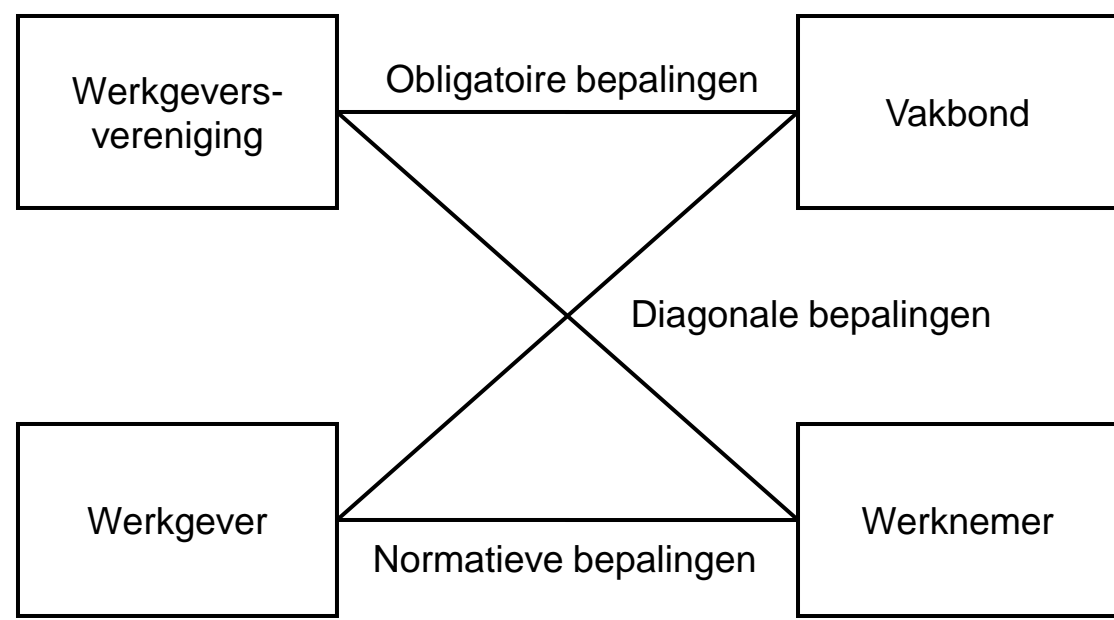 Werkgevers-
vereniging
Obligatoire bepalingen
Vakbond
Diagonale bepalingen
Werkgever
Normatieve bepalingen
Werknemer